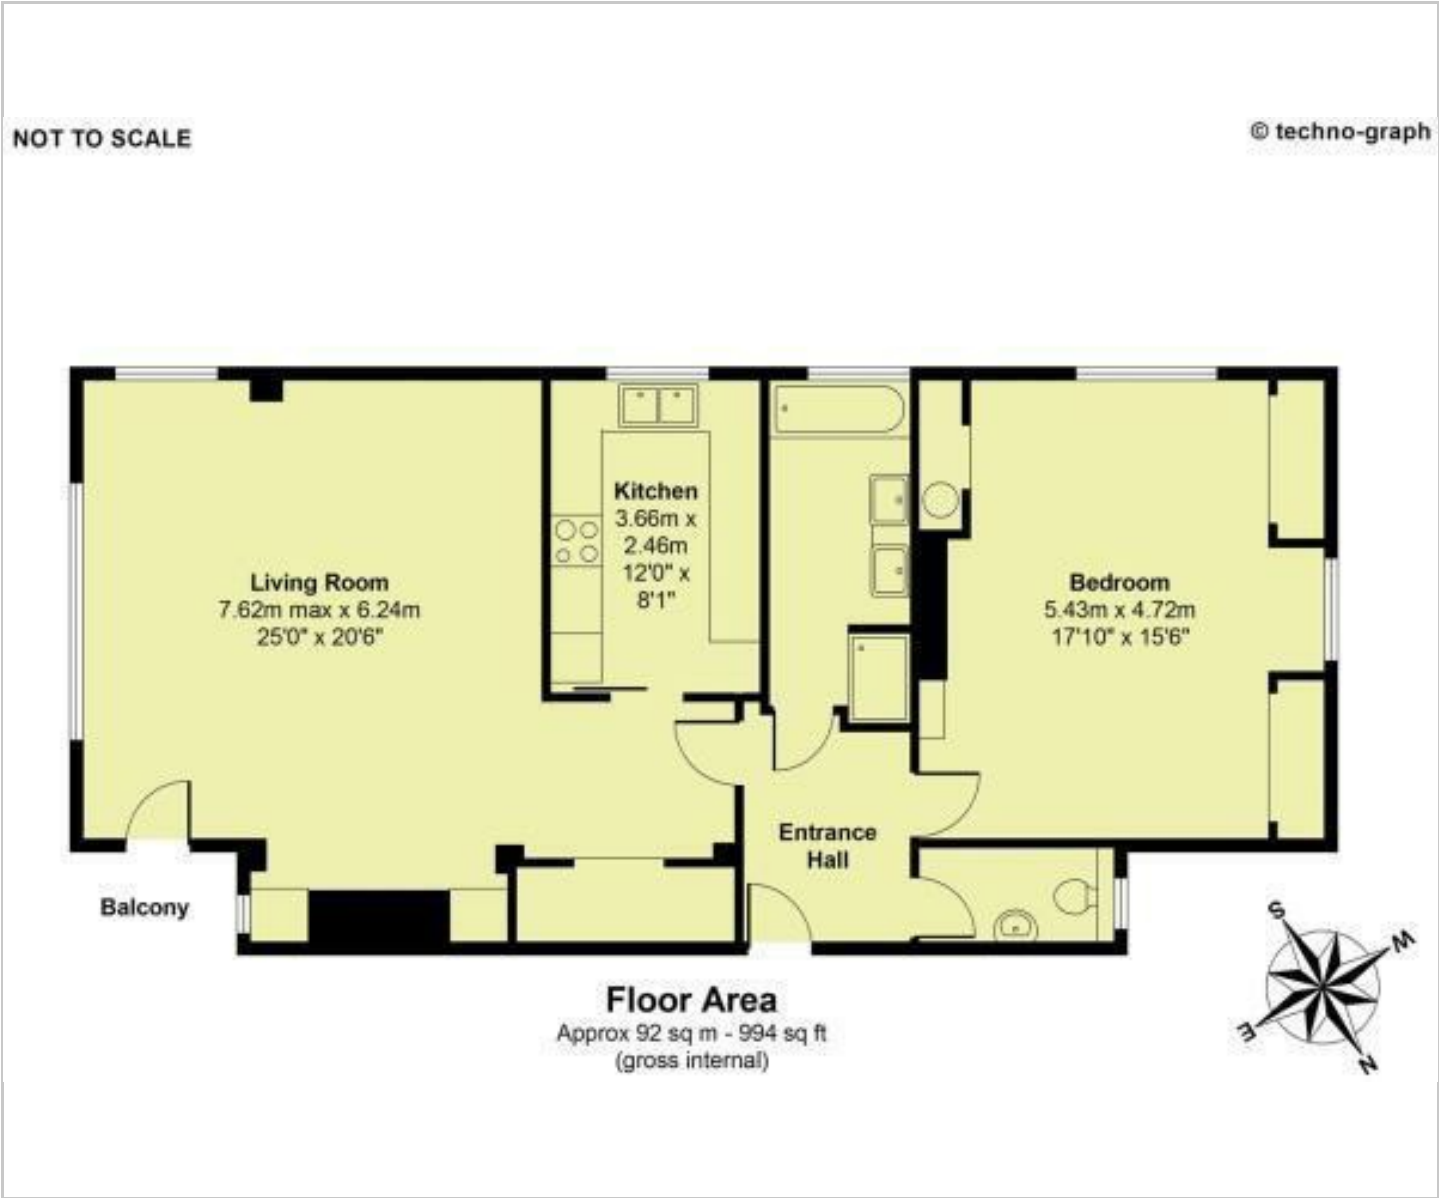 NOT TO SCALE
© techno-graph
Kitchen
3.66m x
2.46m
12'0" x
8'1"
Living Room
7.62m max x 6.24m
25'0" x 20'6"
Bedroom
5.43m x 4.72m
17'10" x 15'6"
Entrance
Hall
Balcony
S
W
E
N
Floor Area
Approx 92 sq m - 994 sq ft
(gross internal)